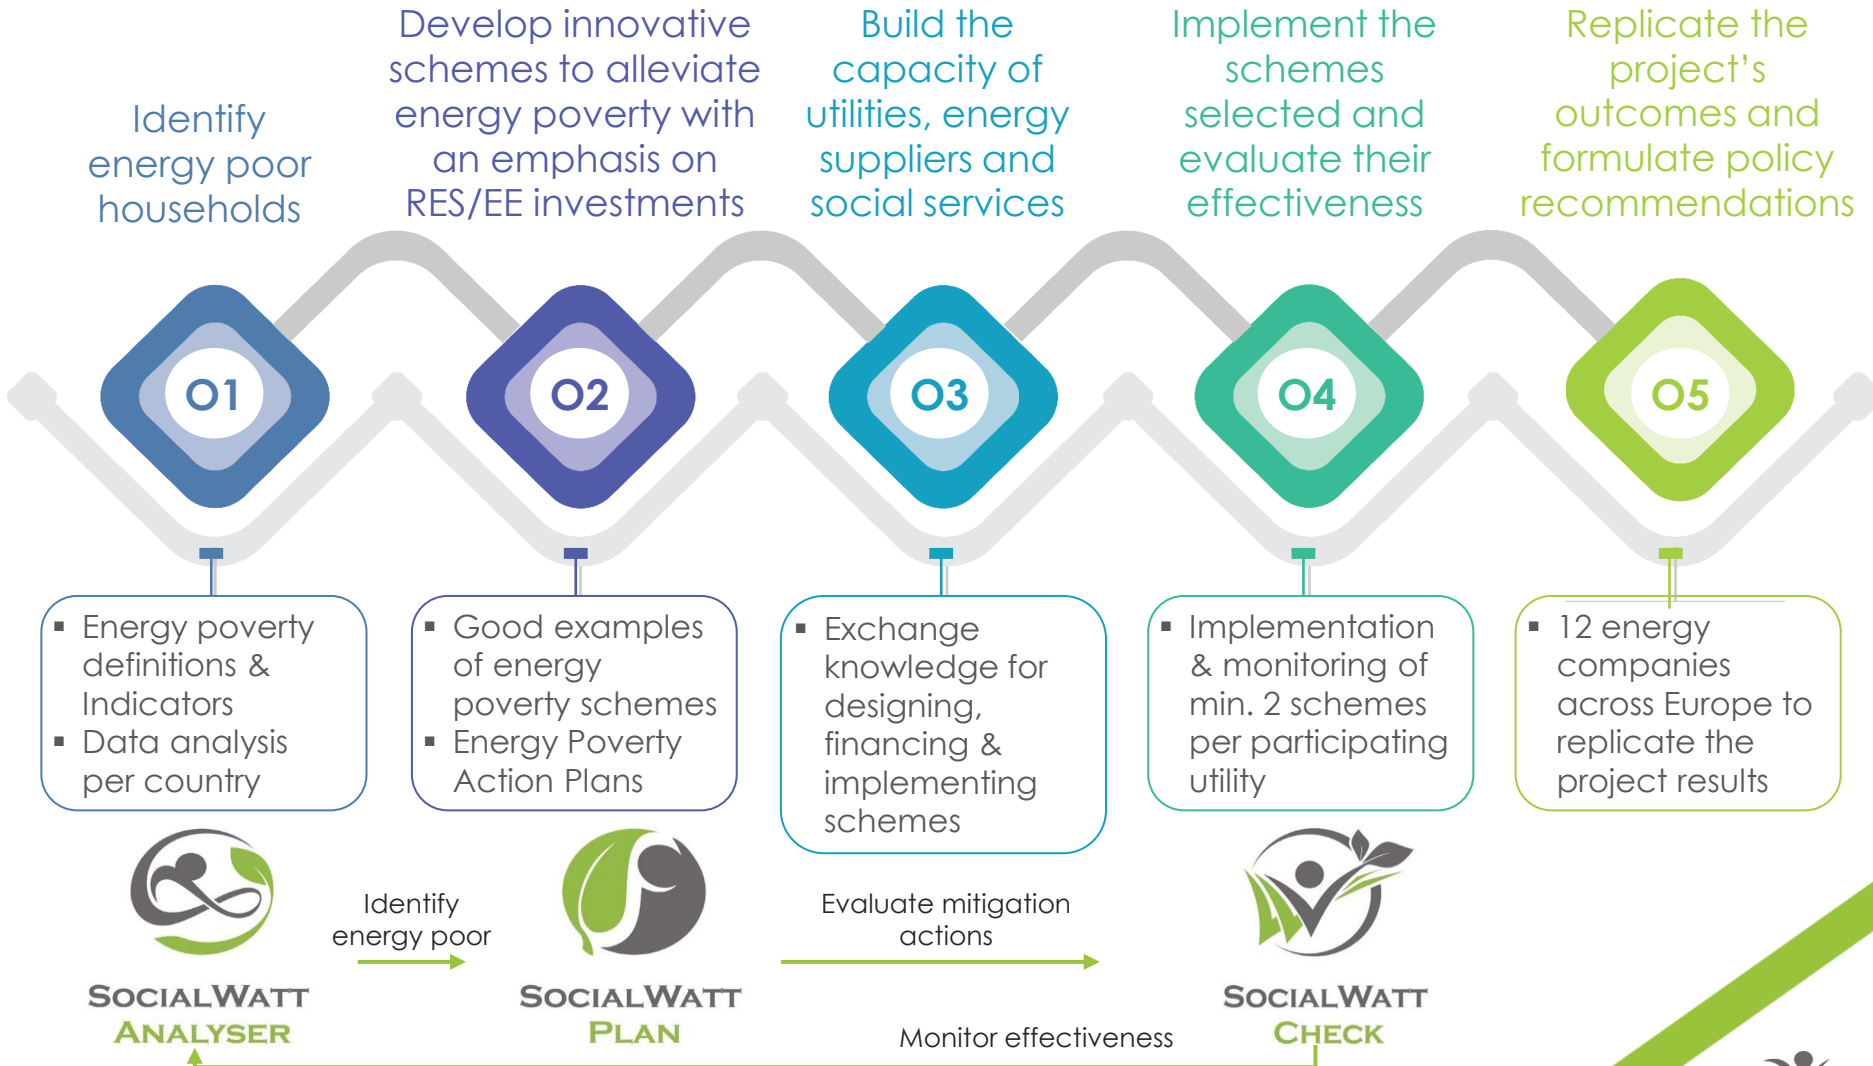 Identify
energy poor
households
Develop innovative
schemes to alleviate
energy poverty with
an emphasis on
RES/EE investments
Build the
capacity of
utilities, energy
suppliers and
social services
Implement the
schemes
selected and
evaluate their
effectiveness
Replicate the
project's
outcomes and
formulate policy
recommendations
O1
O2
O3
O4
O5
▪ Energy poverty
definitions &
Indicators
▪ Data analysis
per country
▪ Good examples
of energy
poverty schemes
▪ Energy Poverty
Action Plans
▪ Exchange
knowledge for
designing,
financing &
implementing
schemes
▪ Implementation
& monitoring of
min. 2 schemes
per participating
utility
▪ 12 energy
companies
across Europe to
replicate the
project results
SOCIALWATT
ANALYSER
Identify
energy poor
SOCIALWATT
PLAN
Evaluate mitigation
actions
SOCIALWATT
CHECK
Monitor effectiveness